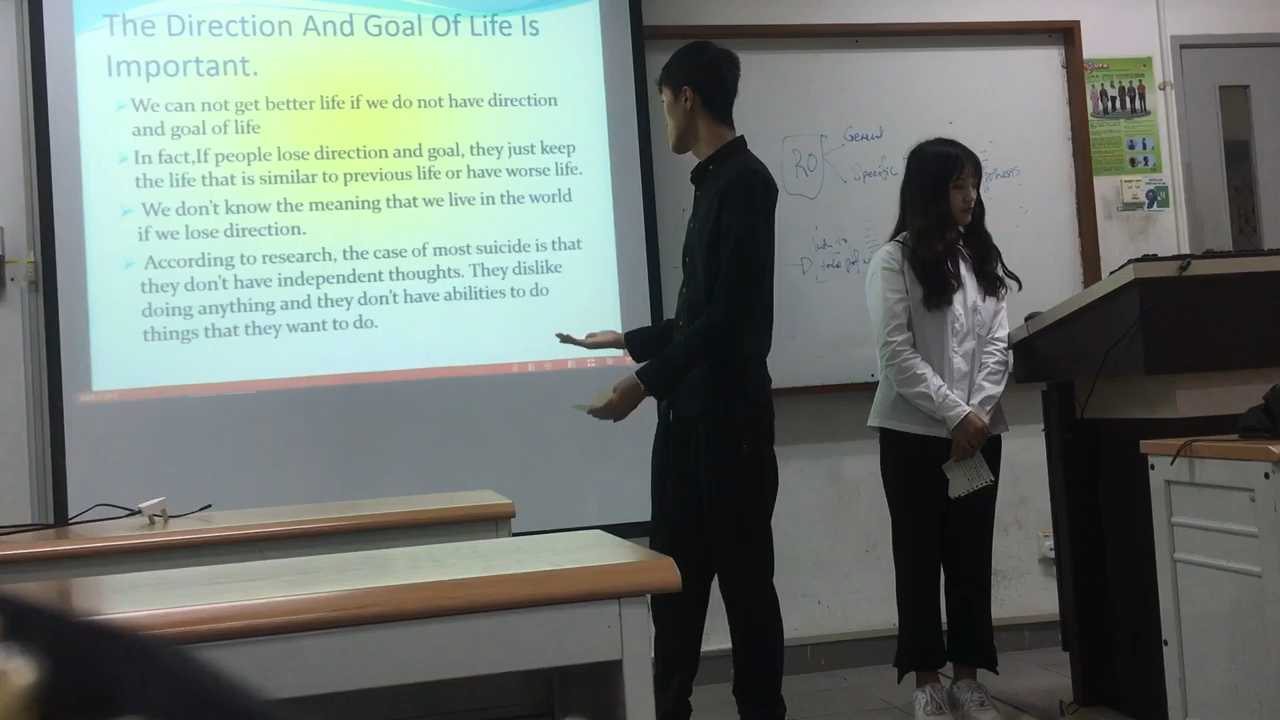 The Direction And Goal Of Life Is
Important.
We can not get better life if we do not have direction
and goal of life
In fact,If people lose direction and goal, they just keep
the life that is similar to previous life or have worse life.
We don't know the meaning that we live in the world
if we lose direction.
According to research, the case of most suicide is that
they don't have independent thoughts. They dislike
doing anything and they don't have abilities to do
things that they want to do.
RO
General
Specific